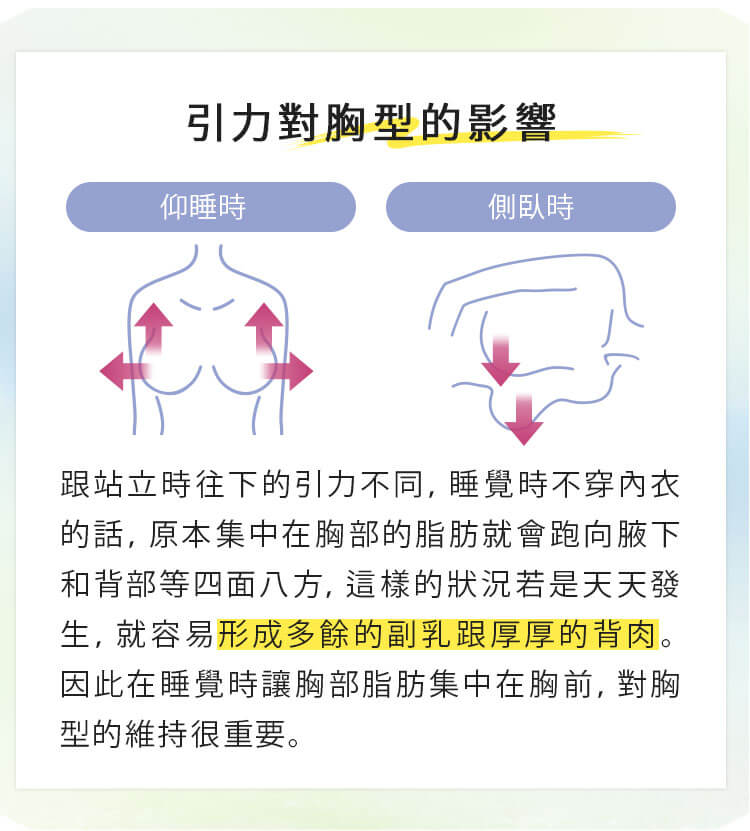 引力對胸型的影響
仰睡時
側臥時
跟站立時往下的引力不同, 睡覺時不穿內衣
的話, 原本集中在胸部的脂肪就會跑向腋下
和背部等四面八方, 這樣的狀況若是天天發
生, 就容易形成多餘的副乳跟厚厚的背肉。
因此在睡覺時讓胸部脂肪集中在胸前, 對胸
型的維持很重要。